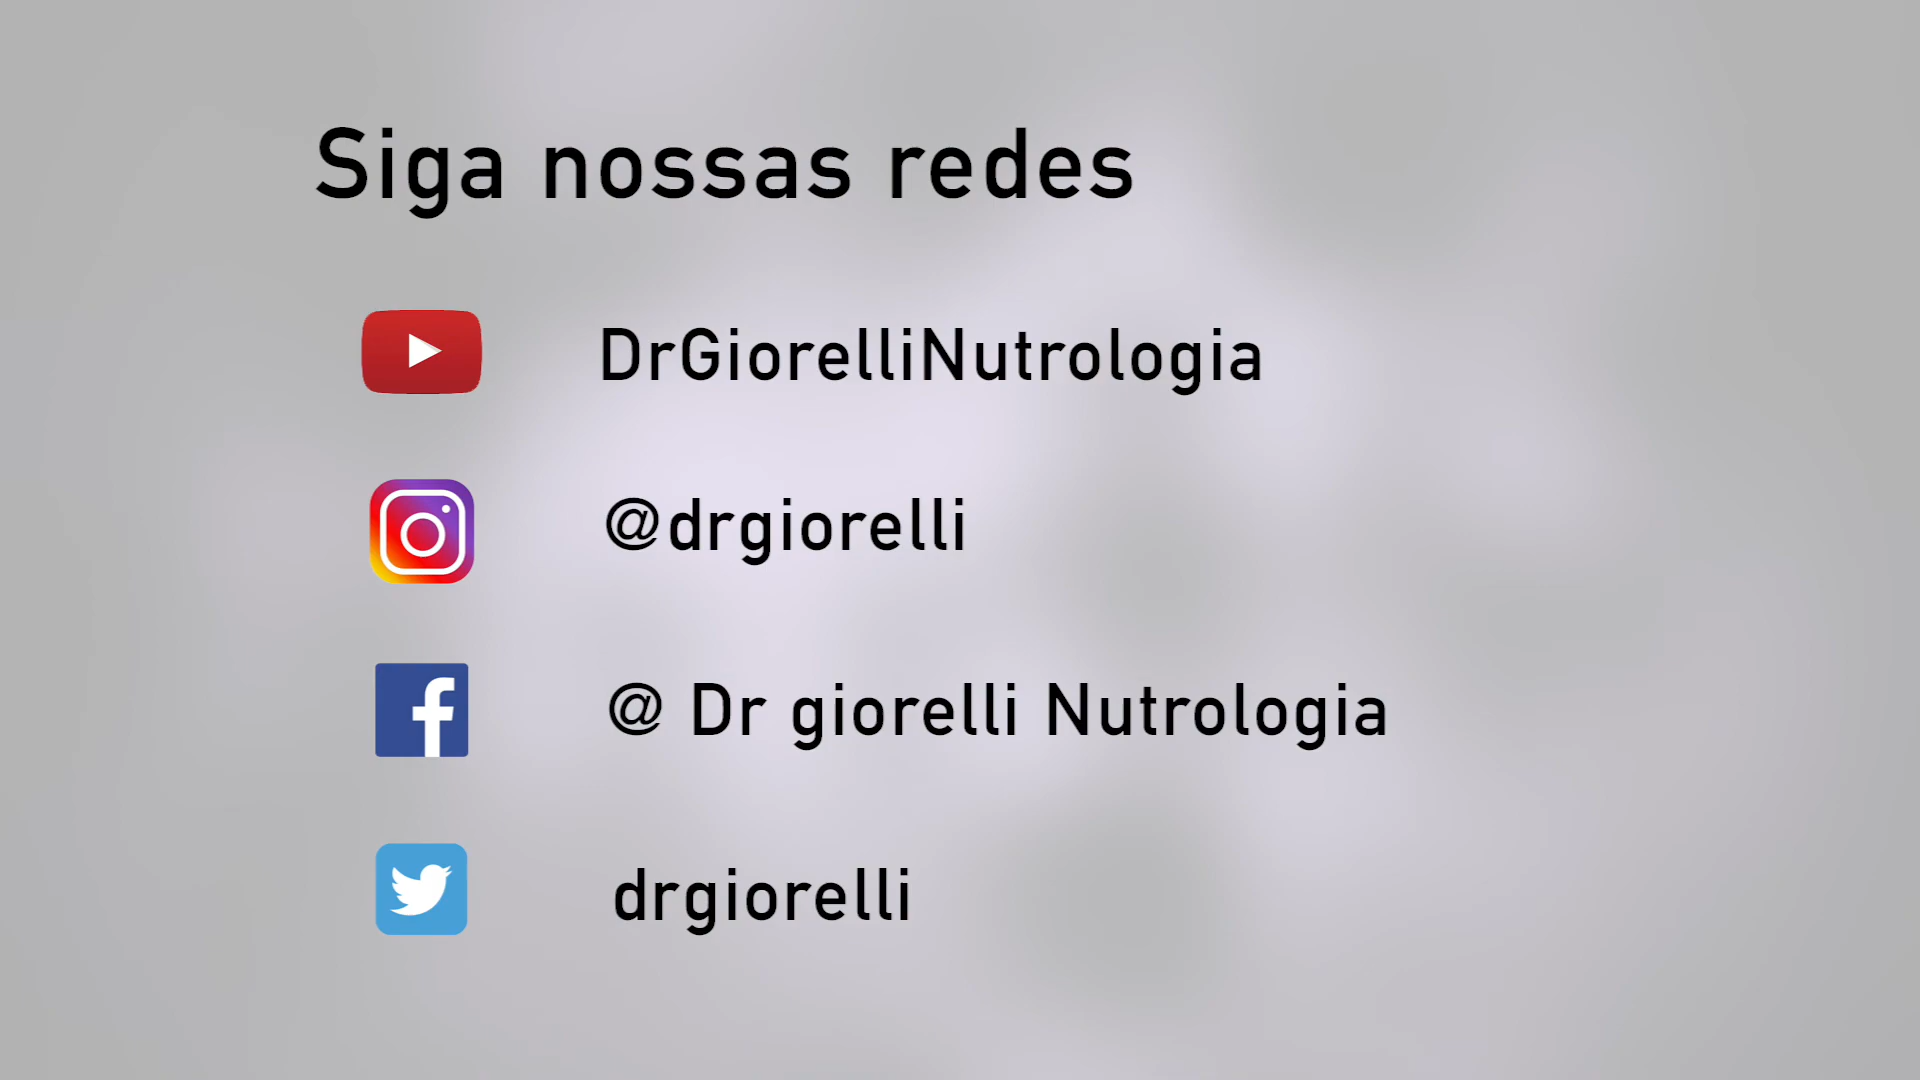 Siga nossas redes
DrGiorelliNutrologia
@drgiorelli
@ Dr giorelli Nutrologia
drgiorelli